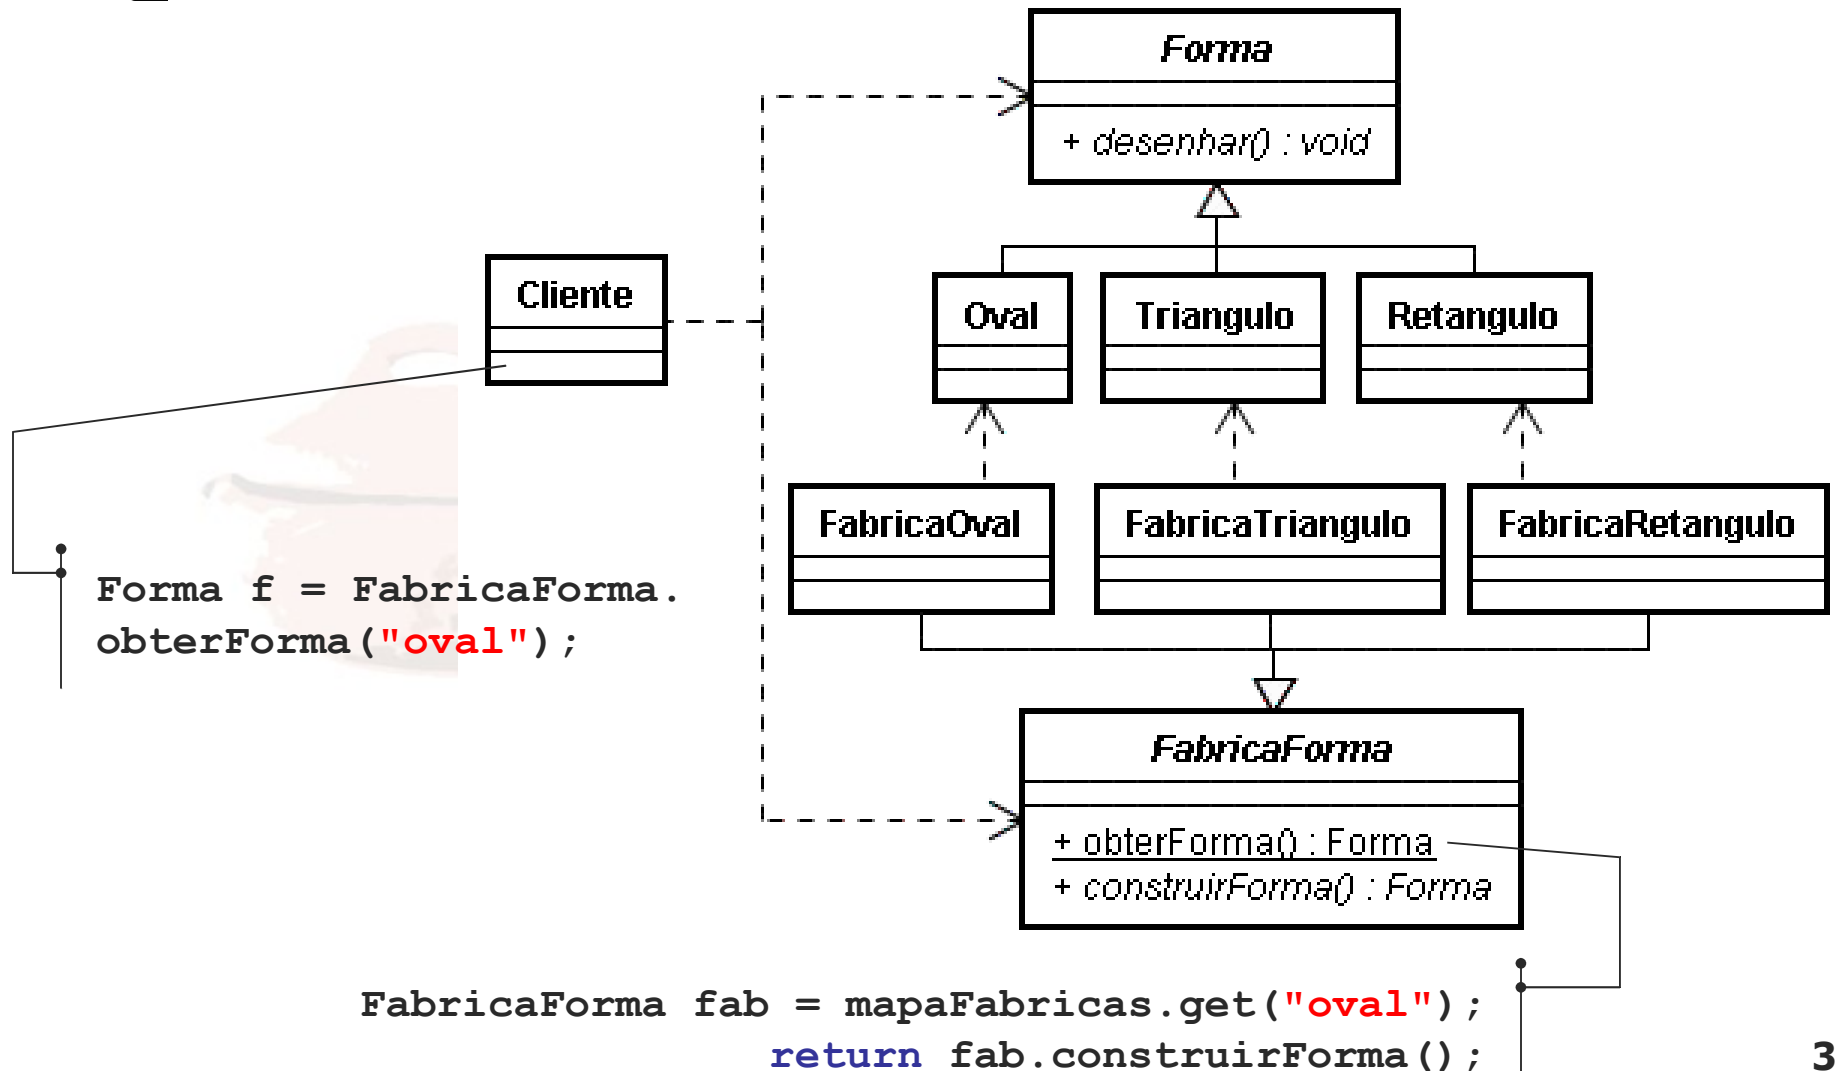 Forma
+ desenhar() : void
Cliente
Oval
Triangulo
Retangulo
FabricaOval
FabricaTriangulo
FabricaRetangulo
Forma f = FabricaForma.
obterForma("oval");
FabricaForma
+ obterForma() : Forma
+ construirForma() : Forma
FabricaForma fab = mapaFabricas.get("oval");
return fab.construirForma();
3